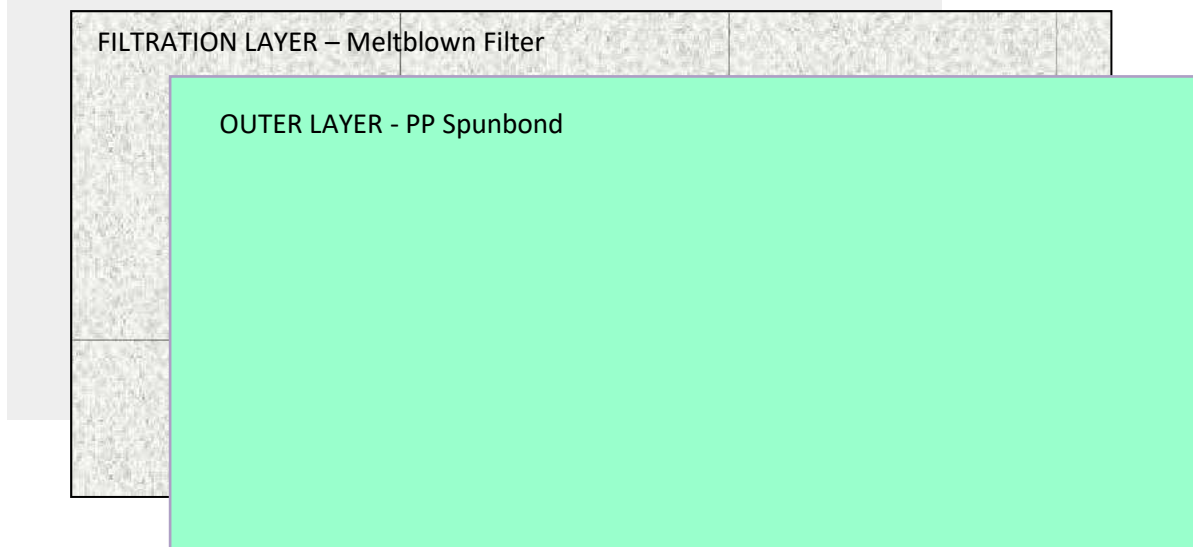 FILTRATION LAYER – Meltblown Filter
OUTER LAYER - PP Spunbond